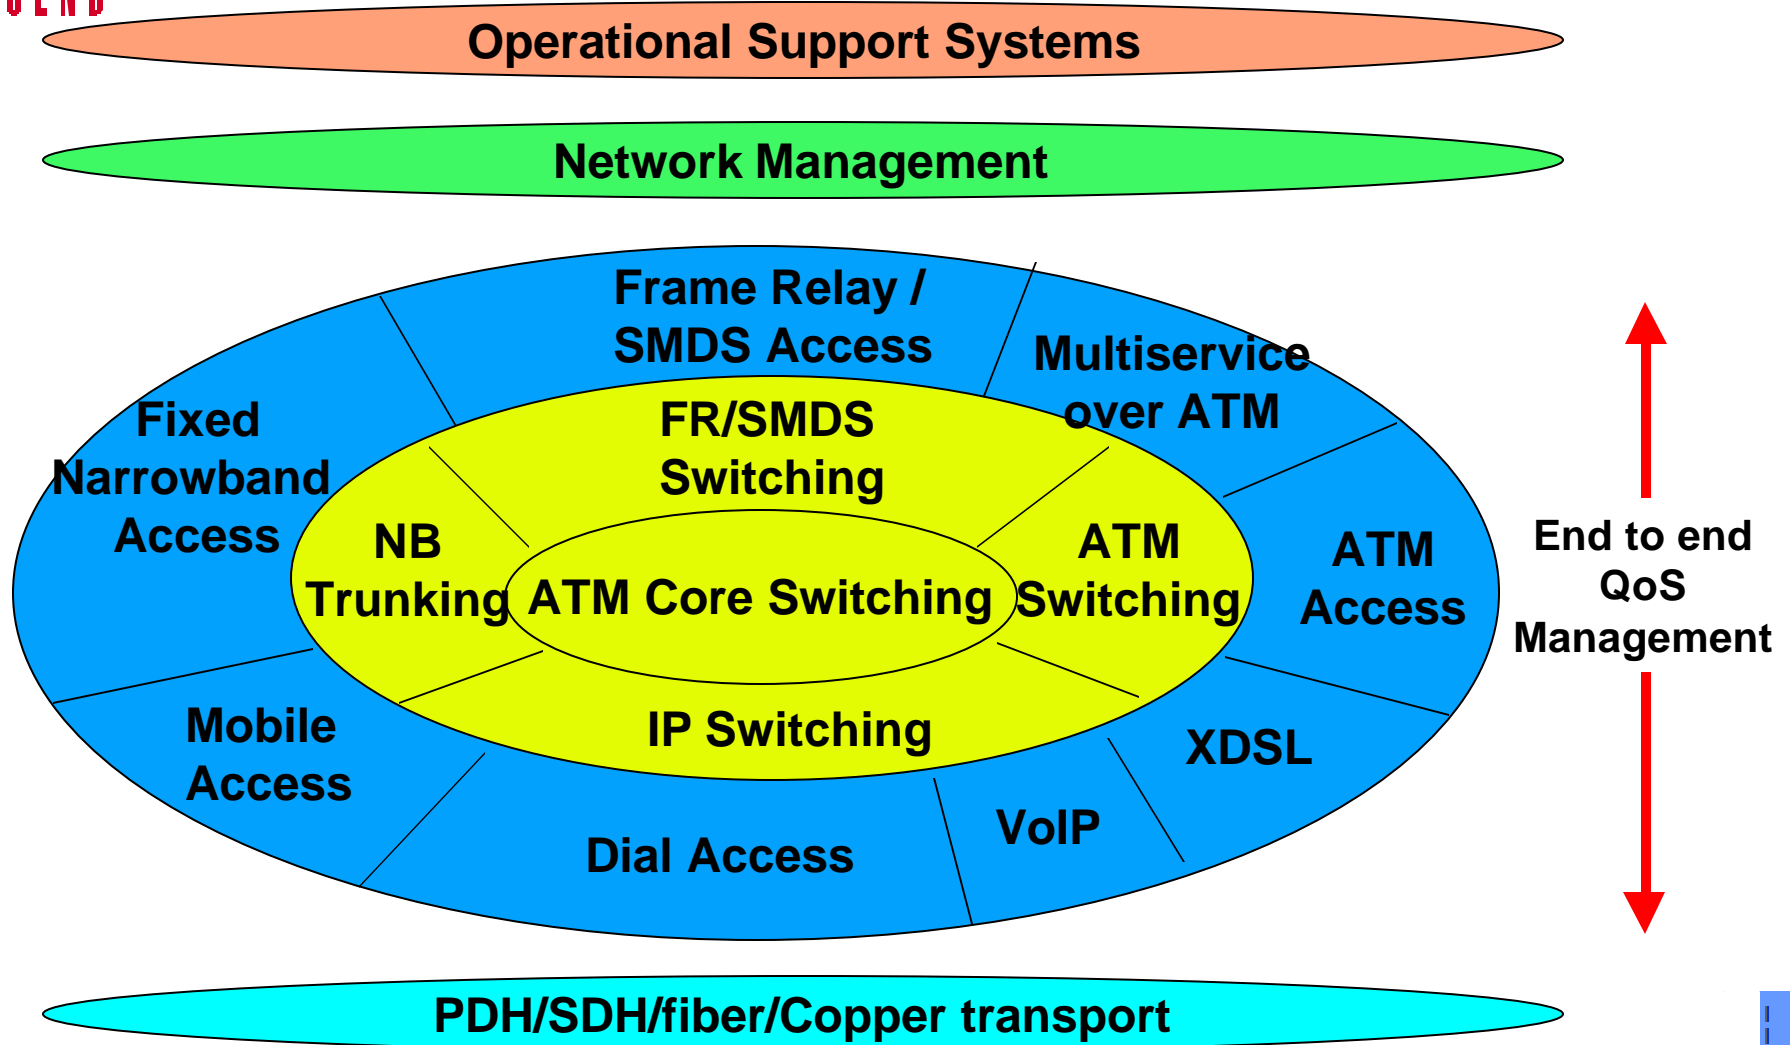 Operational Support Systems
Network Management
Frame Relay /
SMDS Access
Multiservice
over ATM
Fixed
Narrowband
Access
FR/SMDS
Switching
NB
Trunking
ATM Core Switching
ATM
Switching
ATM
Access
End to end
QoS
Management
Mobile
Access
IP Switching
XDSL
VoIP
Dial Access
PDH/SDH/fiber/Copper transport